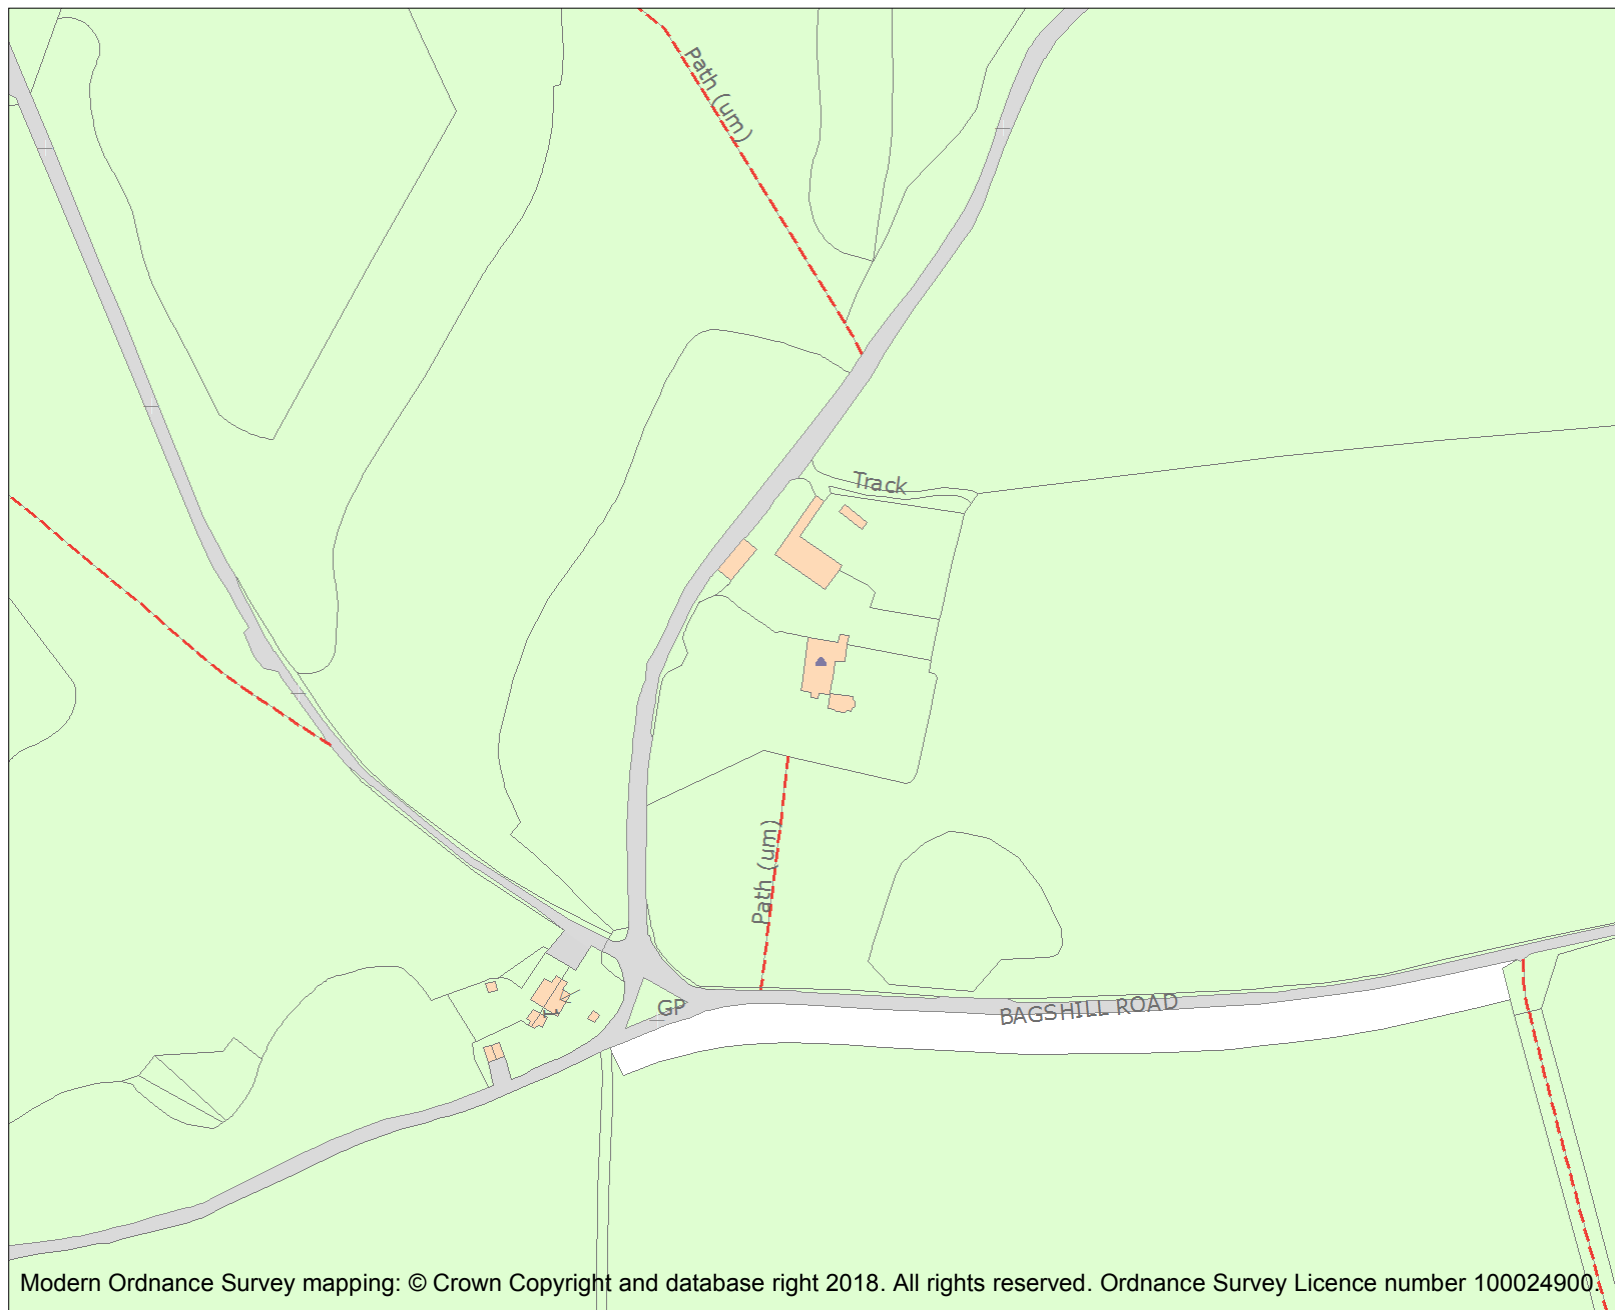 Path (um)
Track
Path (um)
GP
BAGSHILL ROAD
Modern Ordnance Survey mapping: © Crown Copyright and database right 2018. All rights reserved. Ordnance Survey Licence number 100024900.